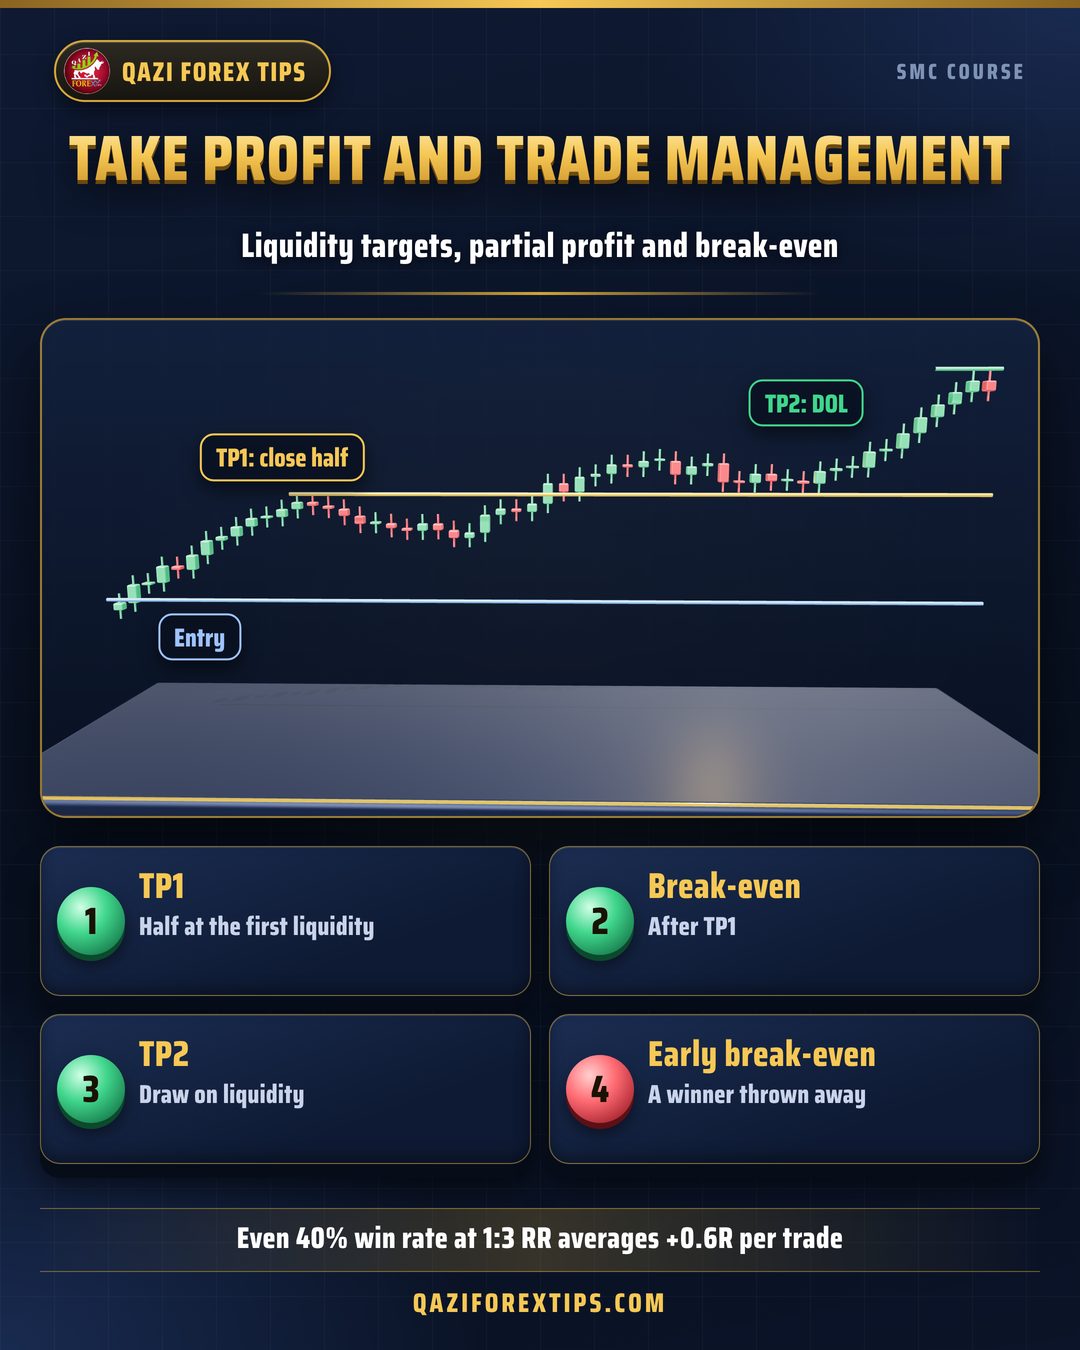 QAZI FOREX TIPS
SMC COURSE
TAKE PROFIT AND TRADE MANAGEMENT
Liquidity targets, partial profit and break-even
TP2: DOL
TP1: close half
Entry
1
TP1
Half at the first liquidity
2
Break-even
After TP1
3
TP2
Draw on liquidity
4
Early break-even
A winner thrown away
Even 40% win rate at 1:3 RR averages +0.6R per trade
QAZIFOREXTIPS.COM